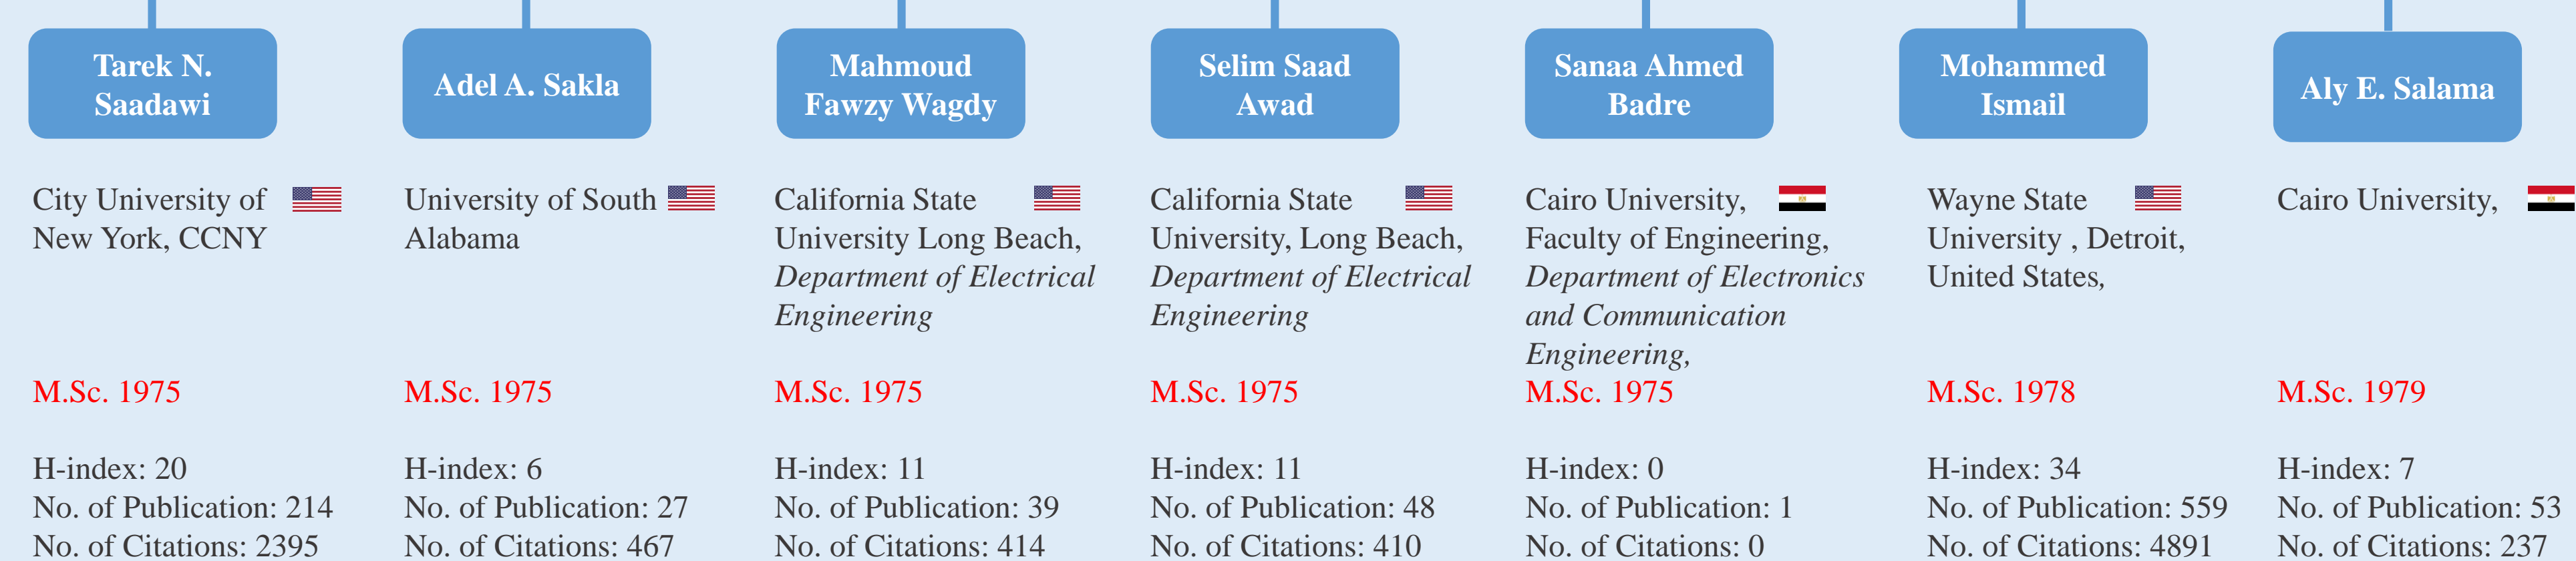 Tarek N.
Saadawi
City University of
New York, CCNY
M.Sc. 1975
H-index: 20
No. of Publication: 214
No. of Citations: 2395
Adel A. Sakla
University of South
Alabama
M.Sc. 1975
H-index: 6
No. of Publication: 27
No. of Citations: 467
Mahmoud
Fawzy Wagdy
California State
University Long Beach,
Department of Electrical
Engineering
M.Sc. 1975
H-index: 11
No. of Publication: 39
No. of Citations: 414
Selim Saad
Awad
California State
University, Long Beach,
Department of Electrical
Engineering
M.Sc. 1975
H-index: 11
No. of Publication: 48
No. of Citations: 410
Sanaa Ahmed
Badre
Cairo University,
Faculty of Engineering,
Department of Electronics
and Communication
Engineering,
M.Sc. 1975
H-index: 0
No. of Publication: 1
No. of Citations: 0
Mohammed
Ismail
Wayne State
University , Detroit,
United States,
M.Sc. 1978
H-index: 34
No. of Publication: 559
No. of Citations: 4891
Aly E. Salama
Cairo University,
M.Sc. 1979
H-index: 7
No. of Publication: 53
No. of Citations: 237